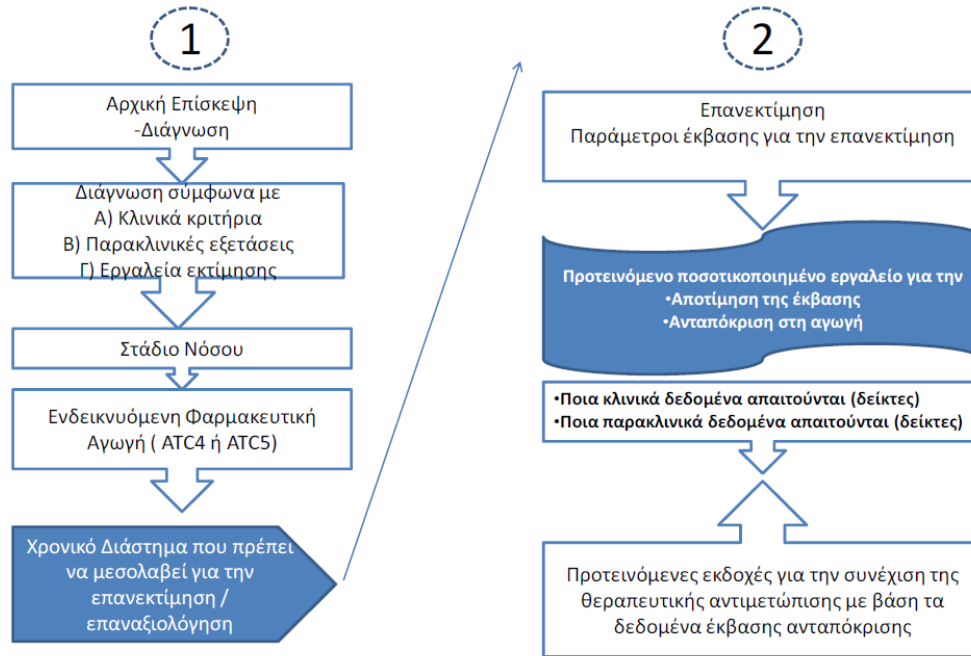 1
Αρχική Επίσκεψη
-Διάγνωση
Διάγνωση σύμφωνα με
Α) Κλινικά κριτήρια
Β) Παρακλινικές εξετάσεις
Γ) Εργαλεία εκτίμησης
Στάδιο Νόσου
Ενδεικνυόμενη Φαρμακευτική
Αγωγή ( ATC4 ή ATC5)
Χρονικό Διάστημα που πρέπει
να μεσολαβεί για την
επανεκτίμηση /
επαναξιολόγηση
2
Επανεκτίμηση
Παράμετροι έκβασης για την επανεκτίμηση
Προτεινόμενο ποσοτικοποιημένο εργαλείο για την
•Αποτίμηση της έκβασης
•Ανταπόκριση στη αγωγή
•Ποια κλινικά δεδομένα απαιτούνται (δείκτες)
•Ποια παρακλινικά δεδομένα απαιτούνται (δείκτες)
Προτεινόμενες εκδοχές για την συνέχιση της
θεραπευτικής αντιμετώπισης με βάση τα
δεδομένα έκβασης ανταπόκρισης